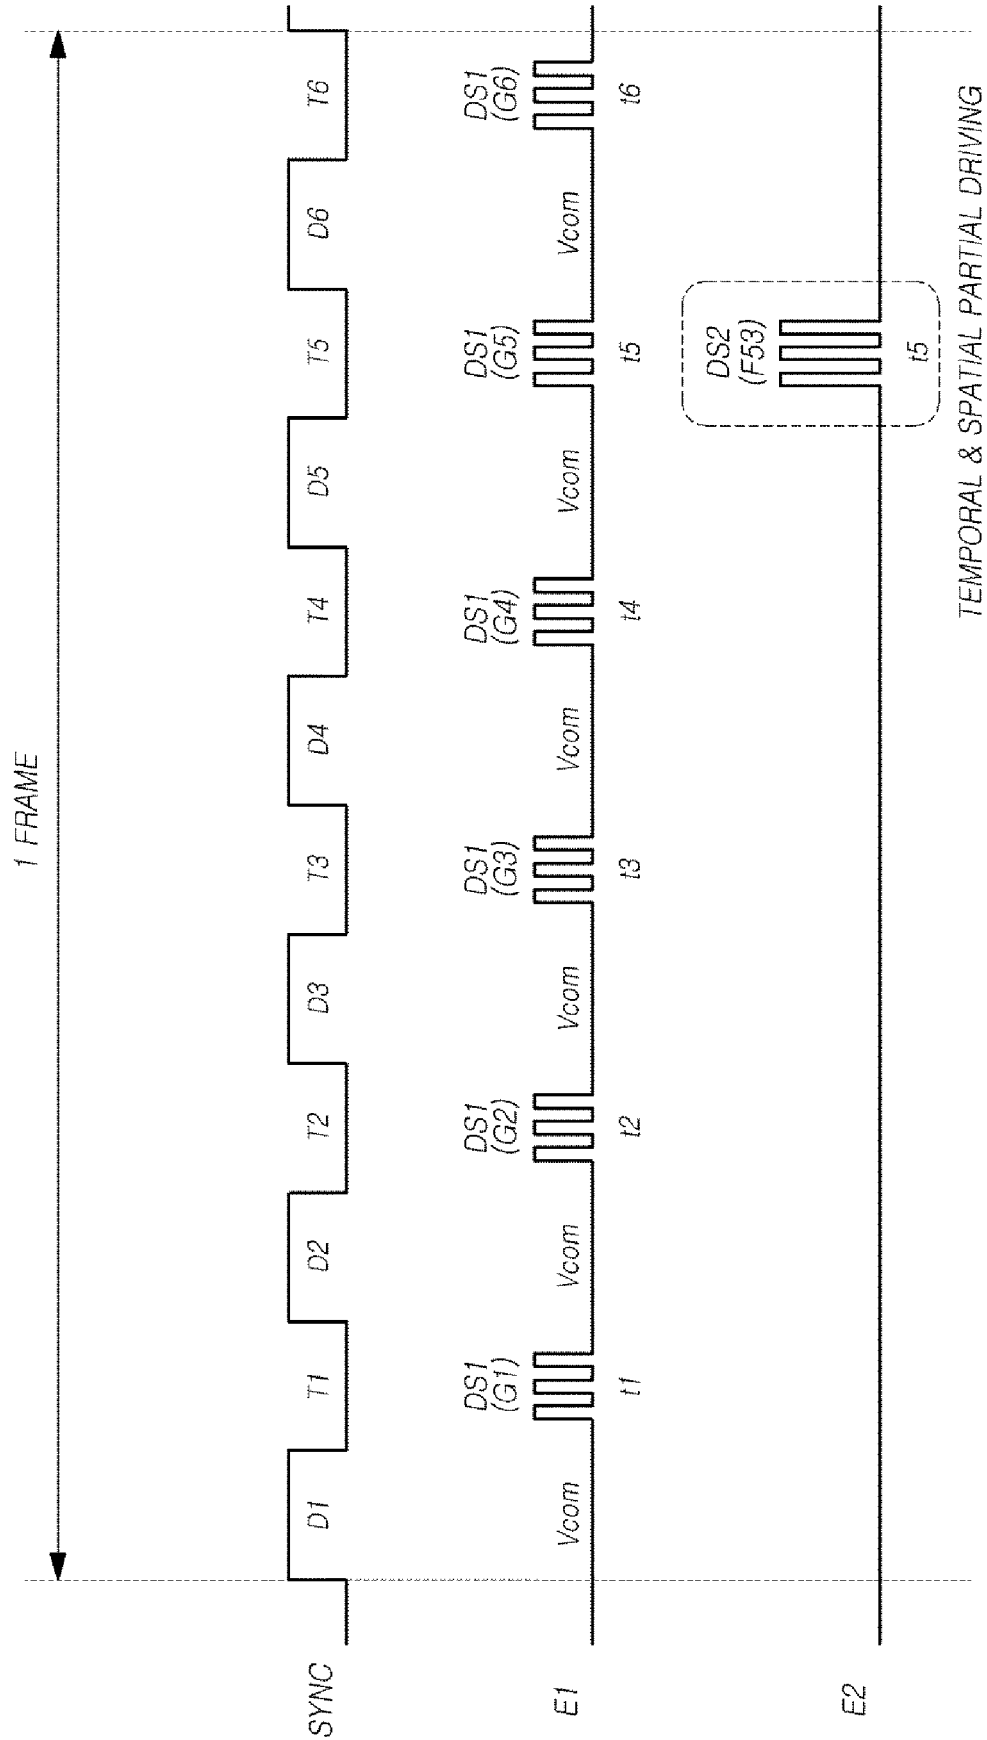 1 FRAME
SYNC
D1
T1
D2
T2
D3
T3
D4
T4
D5
T5
D6
T6
E1
Vcom
DS1
(G1)
t1
Vcom
DS1
(G2)
t2
Vcom
DS1
(G3)
t3
Vcom
DS1
(G4)
t4
Vcom
DS1
(G5)
t5
Vcom
DS1
(G6)
t6
E2
DS2
(F53)
t5
TEMPORAL & SPATIAL PARTIAL DRIVING